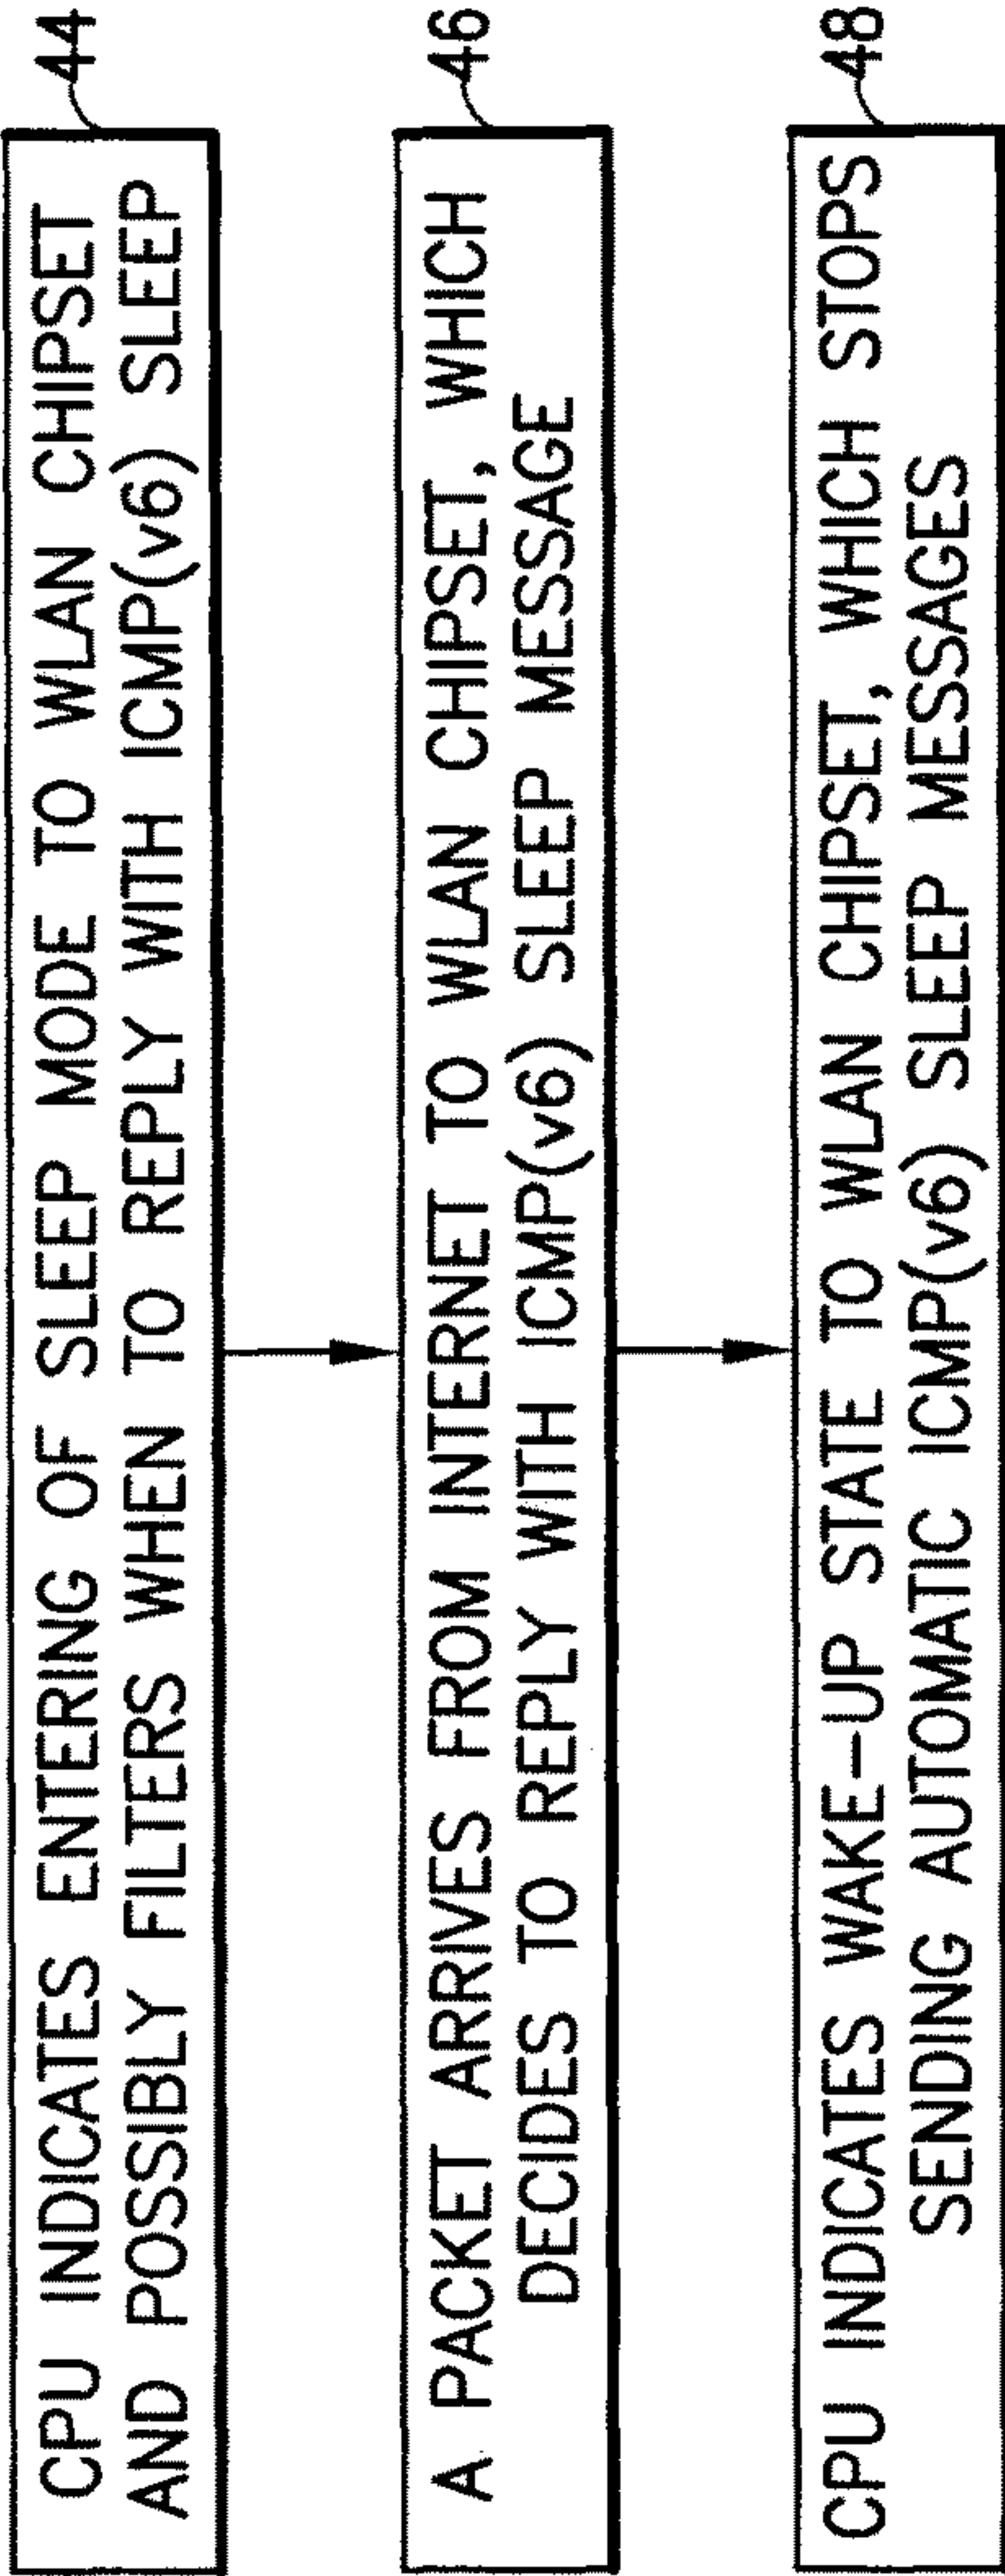 CPU INDICATES ENTERING OF SLEEP MODE TO WLAN CHIPSET
AND POSSIBLY FILTERS WHEN TO REPLY WITH ICMP(v6) SLEEP
44
A PACKET ARRIVES FROM INTERNET TO WLAN CHIPSET, WHICH
DECIDES TO REPLY WITH ICMP(v6) SLEEP MESSAGE
46
CPU INDICATES WAKE-UP STATE TO WLAN CHIPSET, WHICH STOPS
SENDING AUTOMATIC ICMP(v6) SLEEP MESSAGES
48